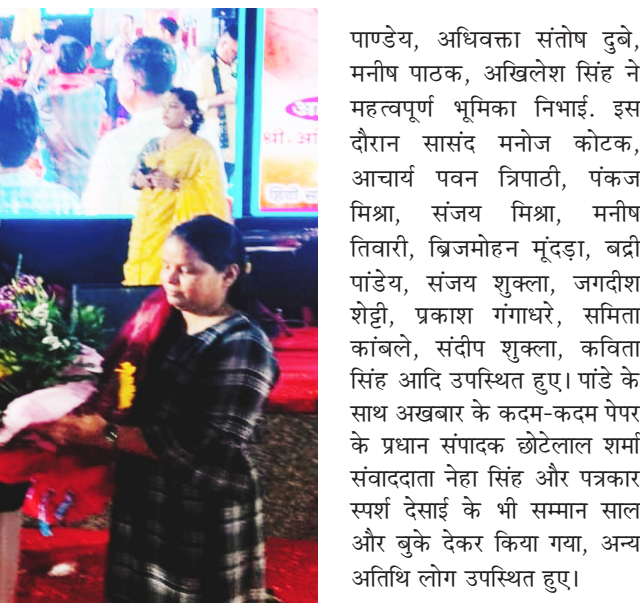 पाण्डेय, अधिवक्ता संतोष दुबे,
मनीष पाठक, अखिलेश सिंह ने
महत्वपूर्ण भूमिका निभाई. इस
दौरान सासंद मनोज कोटक,
आचार्य पवन त्रिपाठी, पंकज
मिश्रा, संजय मिश्रा, मनीष
तिवारी, ब्रिजमोहन मूंदड़ा, बद्री
पांडेय, संजय शुक्ला, जगदीश
शेट्टी, प्रकाश गंगाधरे, समिता
कांबले, संदीप शुक्ला, कविता
सिंह आदि उपस्थित हुए। पांडे के
साथ अखबार के कदम-कदम पेपर
के प्रधान संपादक छोटेलाल शर्मा
संवाददाता नेहा सिंह और पत्रकार
स्पर्श देसाई के भी सम्मान साल
और बुके देकर किया गया, अन्य
अतिथि लोग उपस्थित हुए।